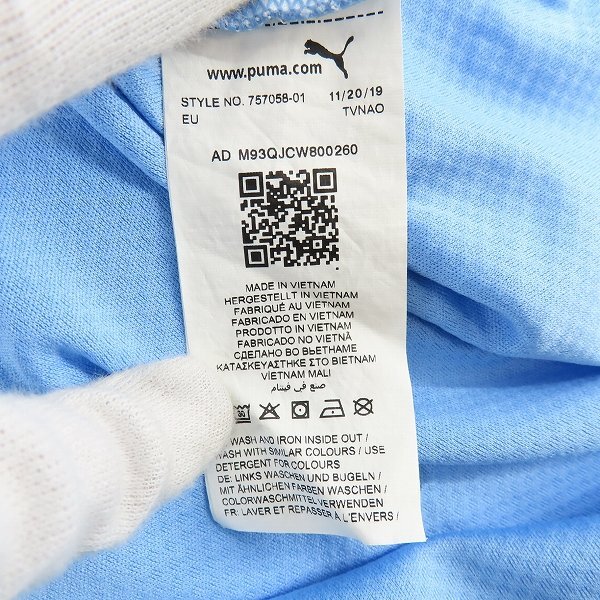 www.puma.com
STYLE NO. 757058-01 11/20/19
EU TVNAO
AD M93QJCW800260
MADE IN VIETNAM
HERGESTELLT IN VIETNAM
FABRIQUÉ AU VIETNAM
FABRICADO EN VIETNAM
PRODOTTO IN VIETNAM
FABRICADO NO VIETNÃ
СДЕЛАНО ВО ВЬЕТНАМЕ
ΚΑΤΑΣΚΕΥΑΣΤΗΚΕ ΣΤΟ ΒΙΕΤΝΑΜ
VİETNAM MALI
صنع في فيتنام
WASH AND IRON INSIDE OUT /
WASH WITH SIMILAR COLOURS / USE
DETERGENT FOR COLOURS
DE: LINKS WASCHEN UND BÜGELN /
MIT ÄHNLICHEN FARBEN WASCHEN /
COLORWASCHMITTEL VERWENDEN
FR: LAVER ET REPASSER À L'ENVERS /